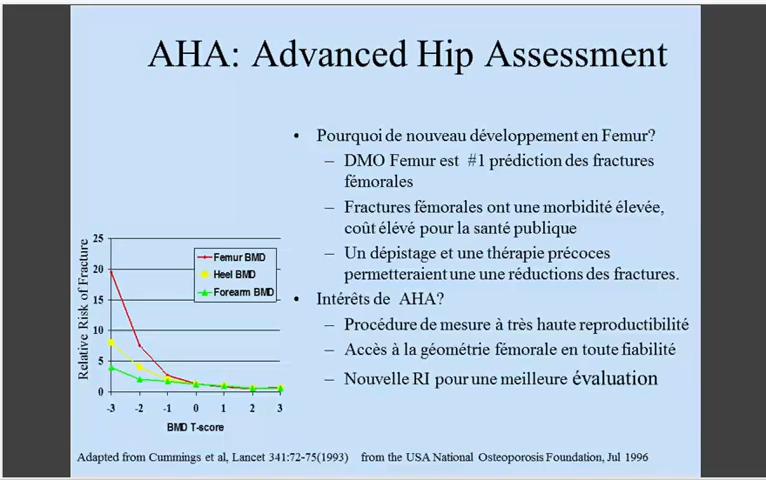 AHA: Advanced Hip Assessment
• Pourquoi de nouveau développement en Femur?
– DMO Femur est #1 prédiction des fractures
fémorales
– Fractures fémorales ont une morbidité élevée,
coût élévé pour la santé publique
– Un dépistage et une thérapie précoces
permetteraient une une réductions des fractures.
• Intérêts de AHA?
– Procédure de mesure à très haute reproductibilité
– Accès à la géométrie fémorale en toute fiabilité
– Nouvelle RI pour une meilleure évaluation
Relative Risk of Fracture
25
20
15
10
5
0
Femur BMD
Heel BMD
Forearm BMD
-3 -2 -1 0 1 2 3
BMD T-score
Adapted from Cummings et al, Lancet 341:72-75(1993) from the USA National Osteoporosis Foundation, Jul 1996